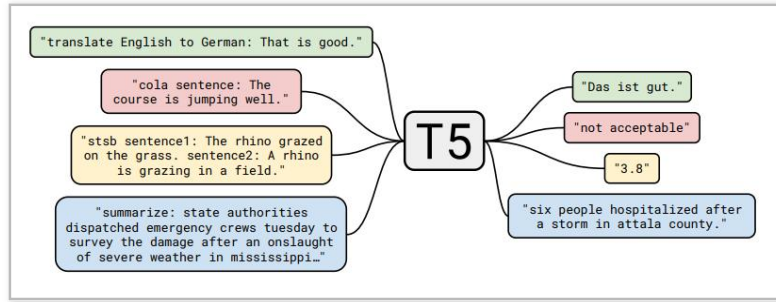 "translate English to German: That is good."
"cola sentence: The
course is jumping well."
"stsb sentence1: The rhino grazed
on the grass. sentence2: A rhino
is grazing in a field."
"summarize: state authorities
dispatched emergency crews tuesday to
survey the damage after an onslaught
of severe weather in mississippi…"
T5
"Das ist gut."
"not acceptable"
"3.8"
"six people hospitalized after
a storm in attala county."